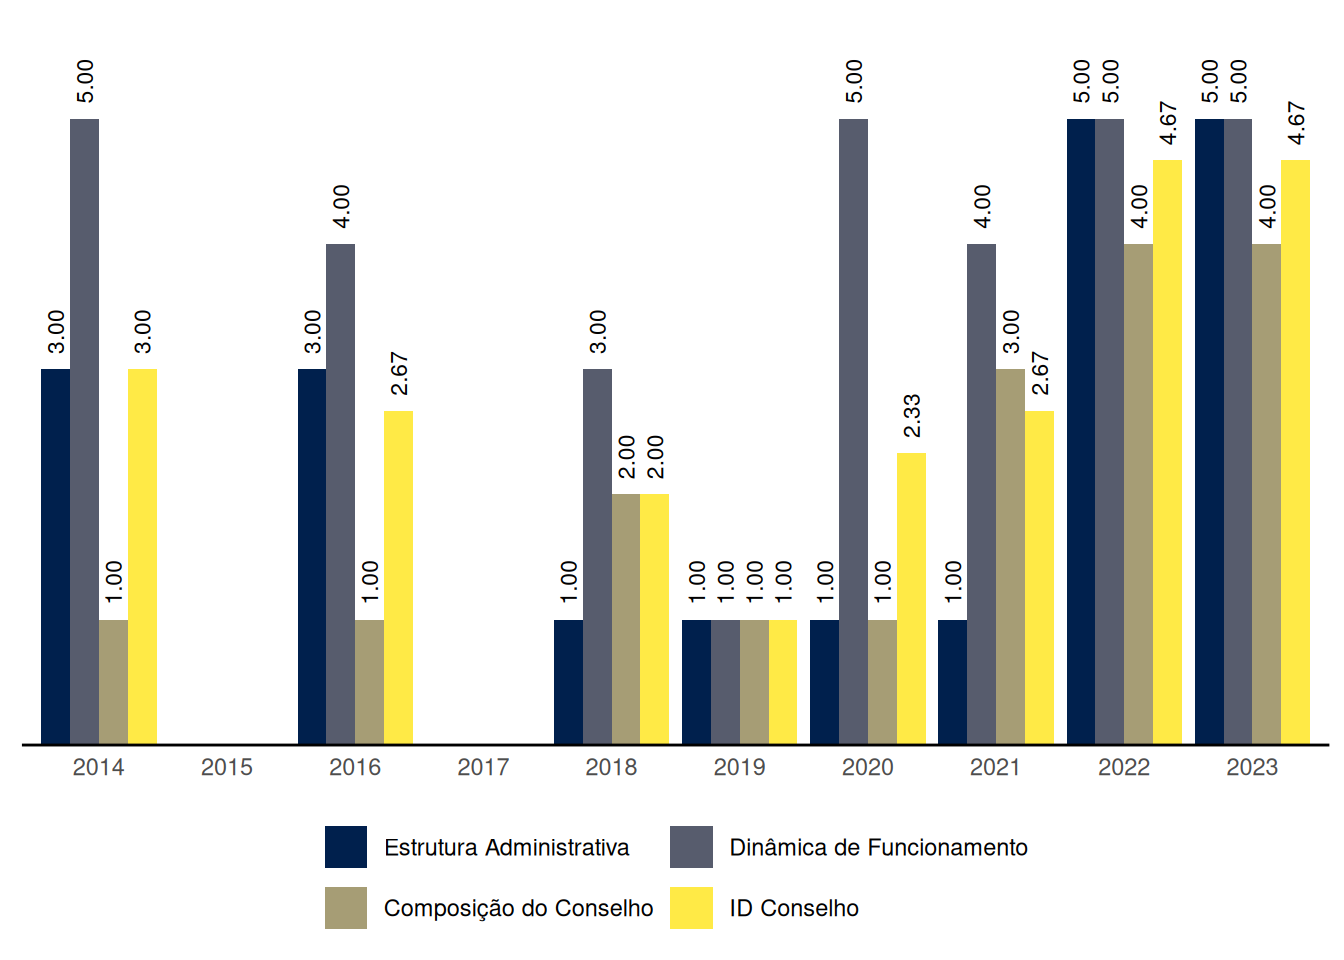 3.00 5.00 1.00 3.00
3.00 4.00 1.00 2.67
1.00 3.00 2.00 2.00
1.00 1.00 1.00 1.00
1.00 5.00 1.00 2.33
1.00 4.00 3.00 2.67
5.00 5.00 4.00 4.67
5.00 5.00 4.00 4.67
2014 2015 2016 2017 2018 2019 2020 2021 2022 2023
Estrutura Administrativa Dinâmica de Funcionamento
Composição do Conselho ID Conselho